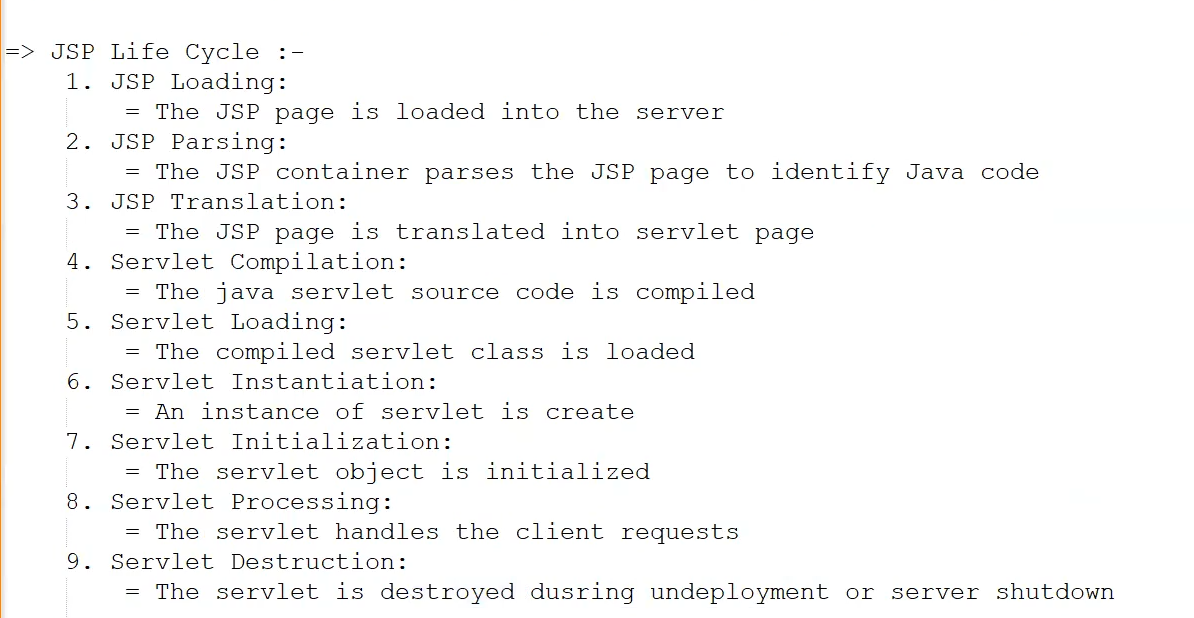 => JSP Life Cycle :-
1. JSP Loading:
= The JSP page is loaded into the server
2. JSP Parsing:
= The JSP container parses the JSP page to identify Java code
3. JSP Translation:
= The JSP page is translated into servlet page
4. Servlet Compilation:
= The java servlet source code is compiled
5. Servlet Loading:
= The compiled servlet class is loaded
6. Servlet Instantiation:
= An instance of servlet is create
7. Servlet Initialization:
= The servlet object is initialized
8. Servlet Processing:
= The servlet handles the client requests
9. Servlet Destruction:
= The servlet is destroyed dusring undeployment or server shutdown